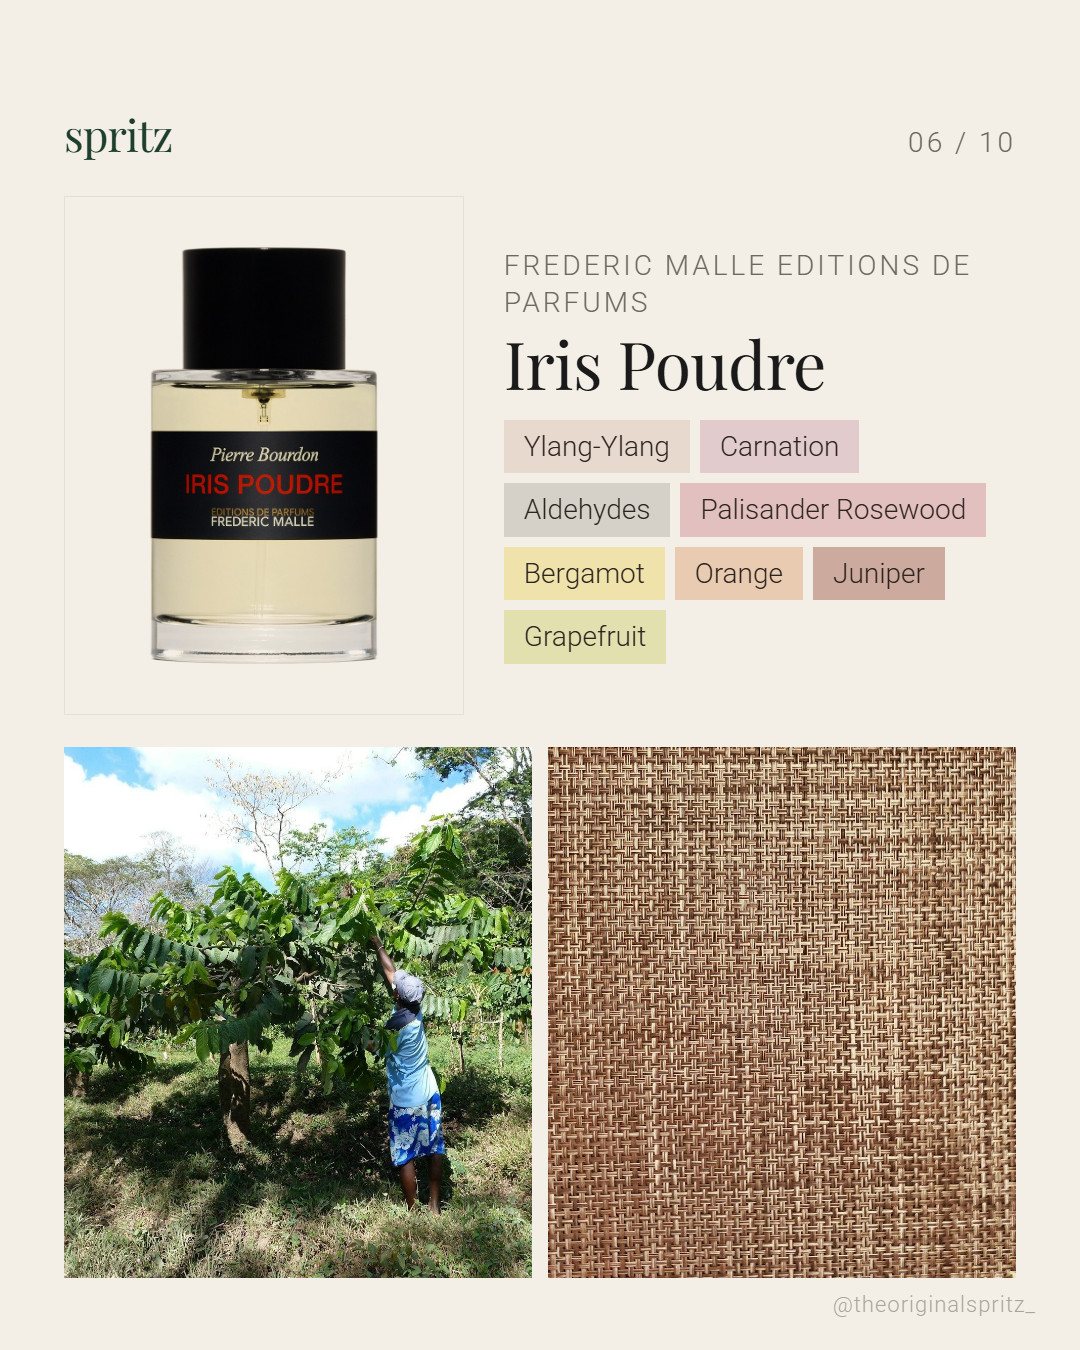 spritz
06 / 10
FREDERIC MALLE EDITIONS DE
PARFUMS
Iris Poudre
Ylang-Ylang Carnation
Aldehydes Palisander Rosewood
Bergamot Orange Juniper
Grapefruit
Pierre Bourdon
IRIS POUDRE
EDITIONS DE PARFUMS
FREDERIC MALLE
@theoriginalspritz_